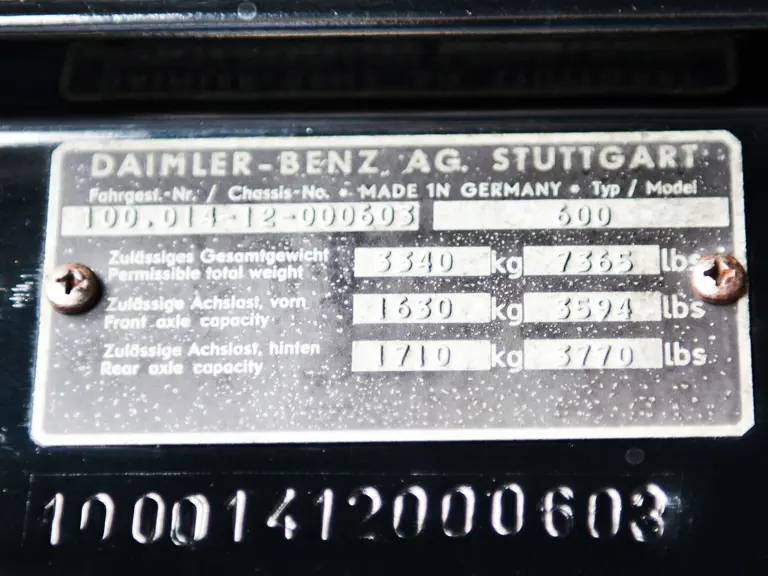 DAIMLER-BENZ AG. STUTTGART
Fahrgest.-Nr. / Chassis-No. • MADE IN GERMANY • Typ / Model
100.014-12-000603 600
Zulässiges Gesamtgewicht 3340 kg 7365 lbs
Permissible total weight
Zulässige Achslast, vorn 1630 kg 3594 lbs
Front axle capacity
Zulässige Achslast, hinten 1710 kg 3770 lbs
Rear axle capacity
10001412000603